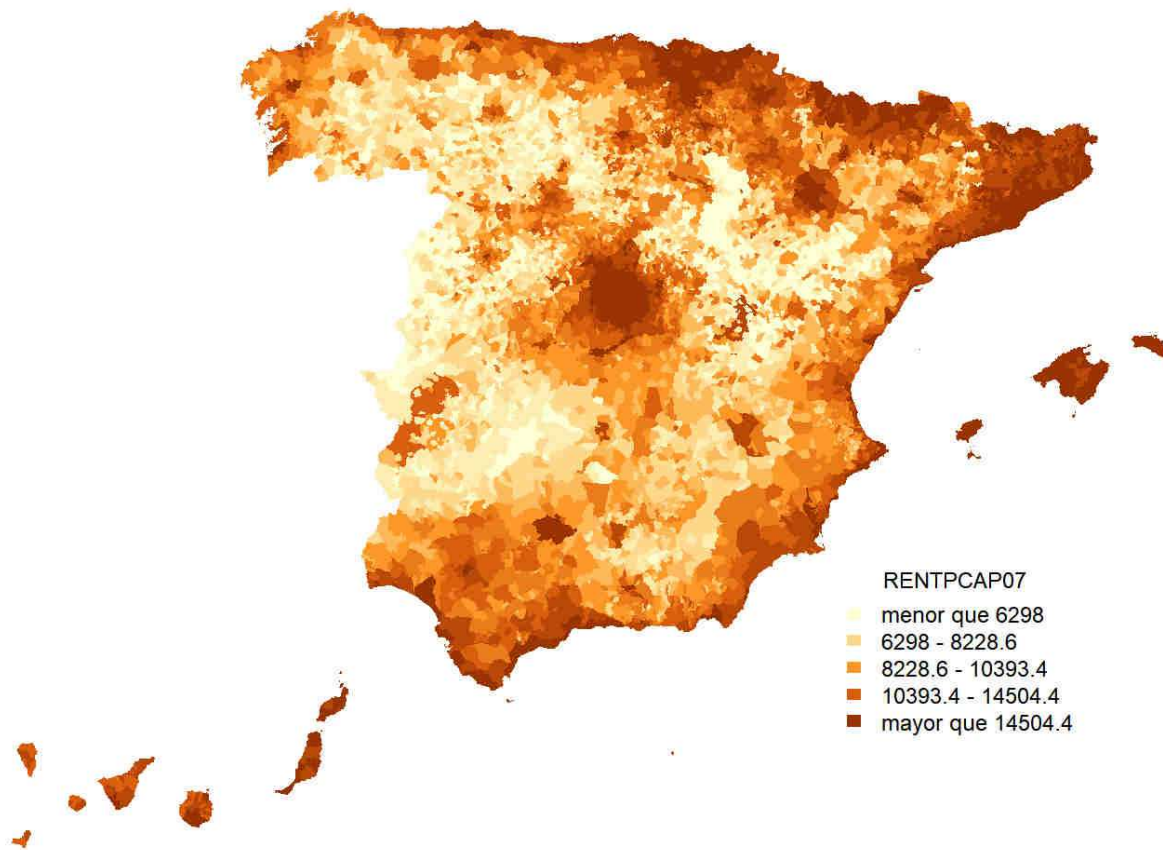 RENTPCAP07
menor que 6298
6298 - 8228.6
8228.6 - 10393.4
10393.4 - 14504.4
mayor que 14504.4